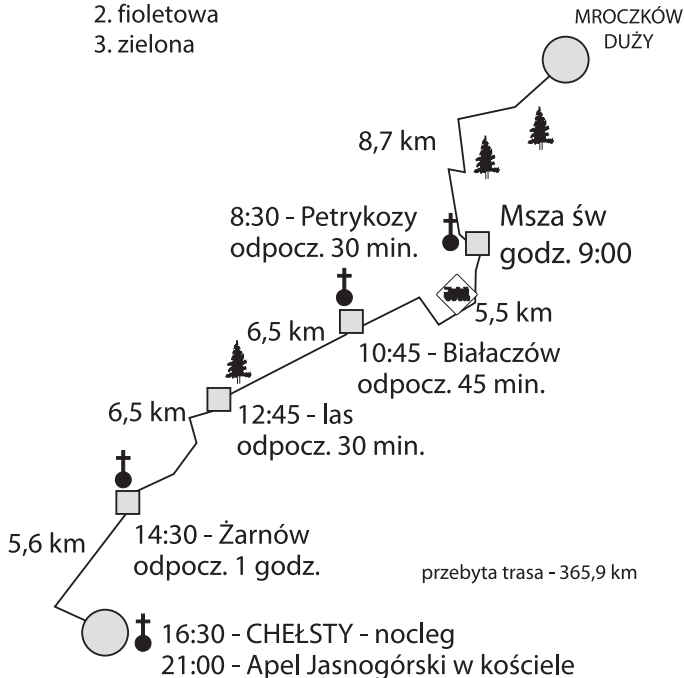 2. fioletowa
3. zielona
MROCZKÓW
DUŻY
8,7 km
8:30 - Petrykozy
odpocz. 30 min.
Msza św
godz. 9:00
5,5 km
10:45 - Białaczów
odpocz. 45 min.
6,5 km
12:45 - las
odpocz. 30 min.
6,5 km
14:30 - Żarnów
odpocz. 1 godz.
5,6 km
przebyta trasa - 365,9 km
16:30 - CHEŁSTY - nocleg
21:00 - Apel Jasnogórski w kościele